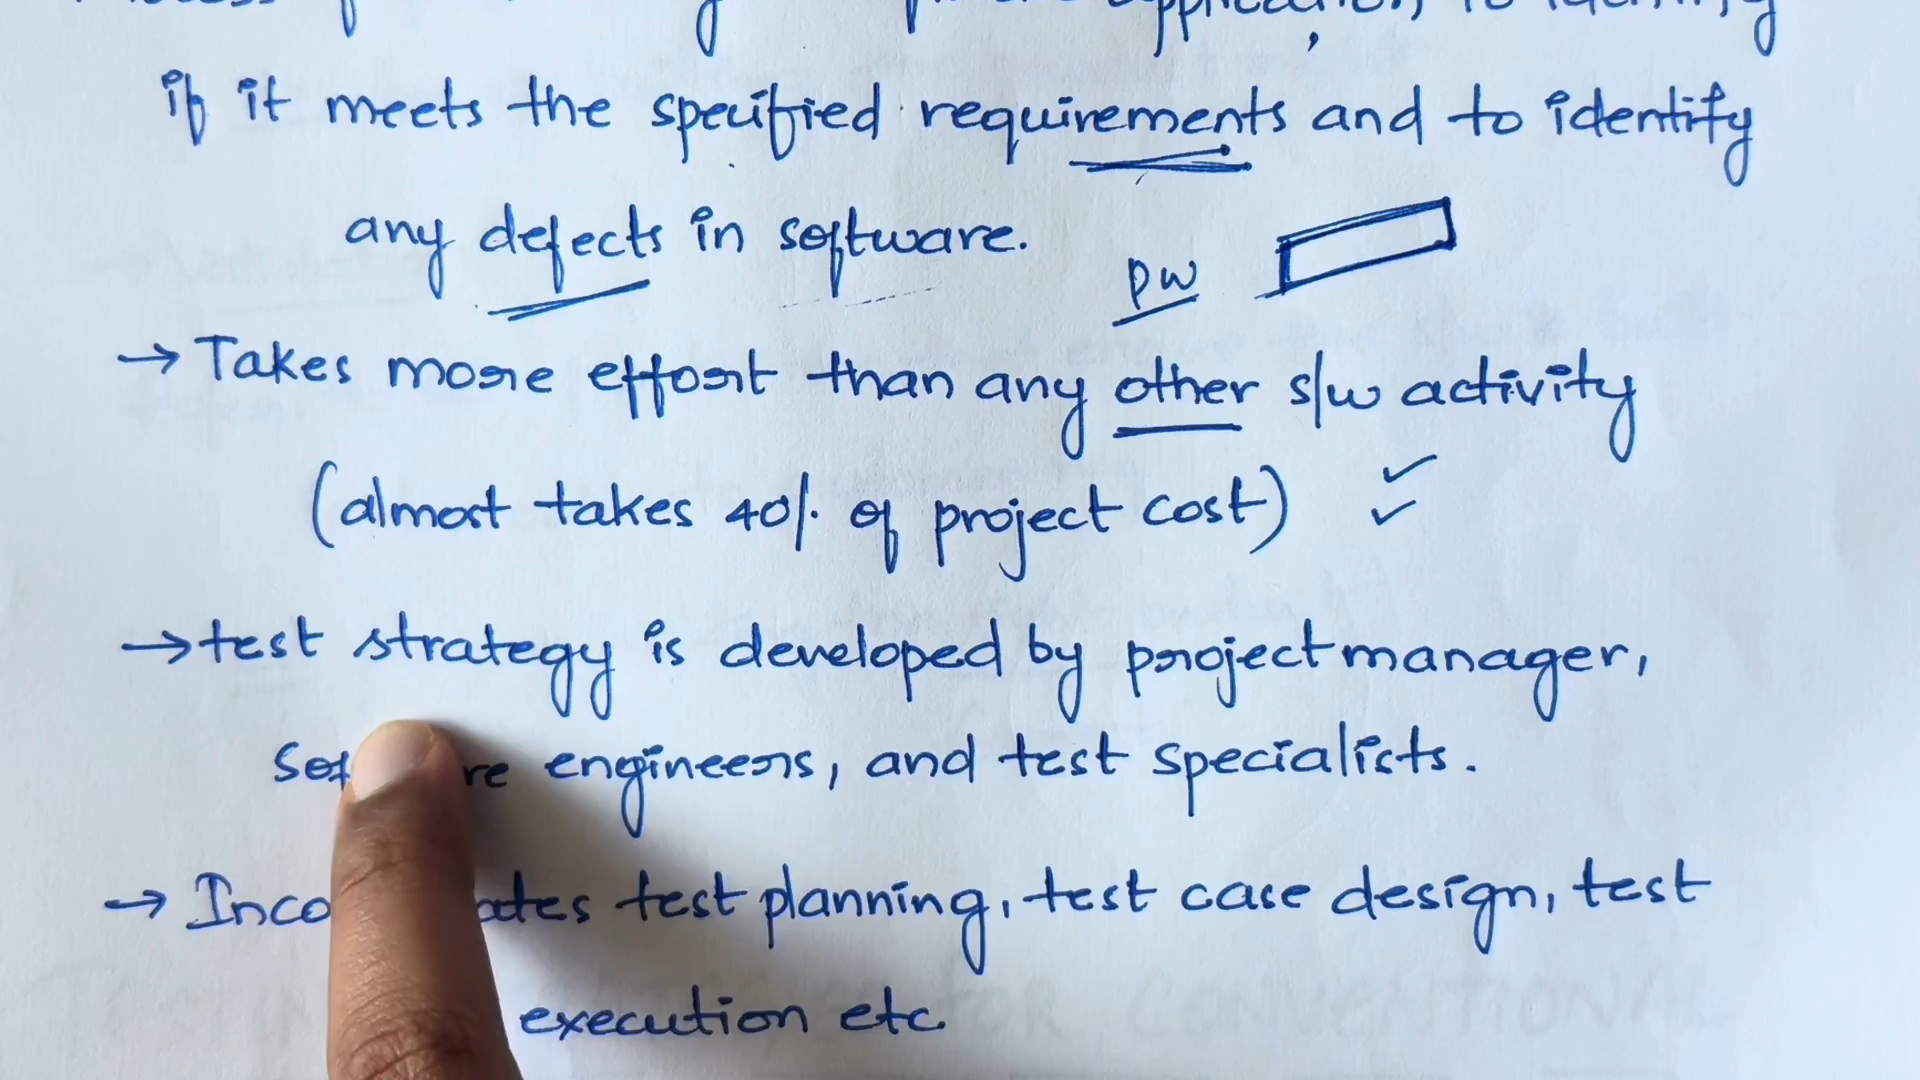 if it meets the specified requirements and to identify
any defects in software.
pw
→ Takes more effort than any other s/w activity
(almost takes 40% of project cost)
→ test strategy is developed by project manager,
engineers, and test specialists.
→ test planning, test case design, test
execution etc